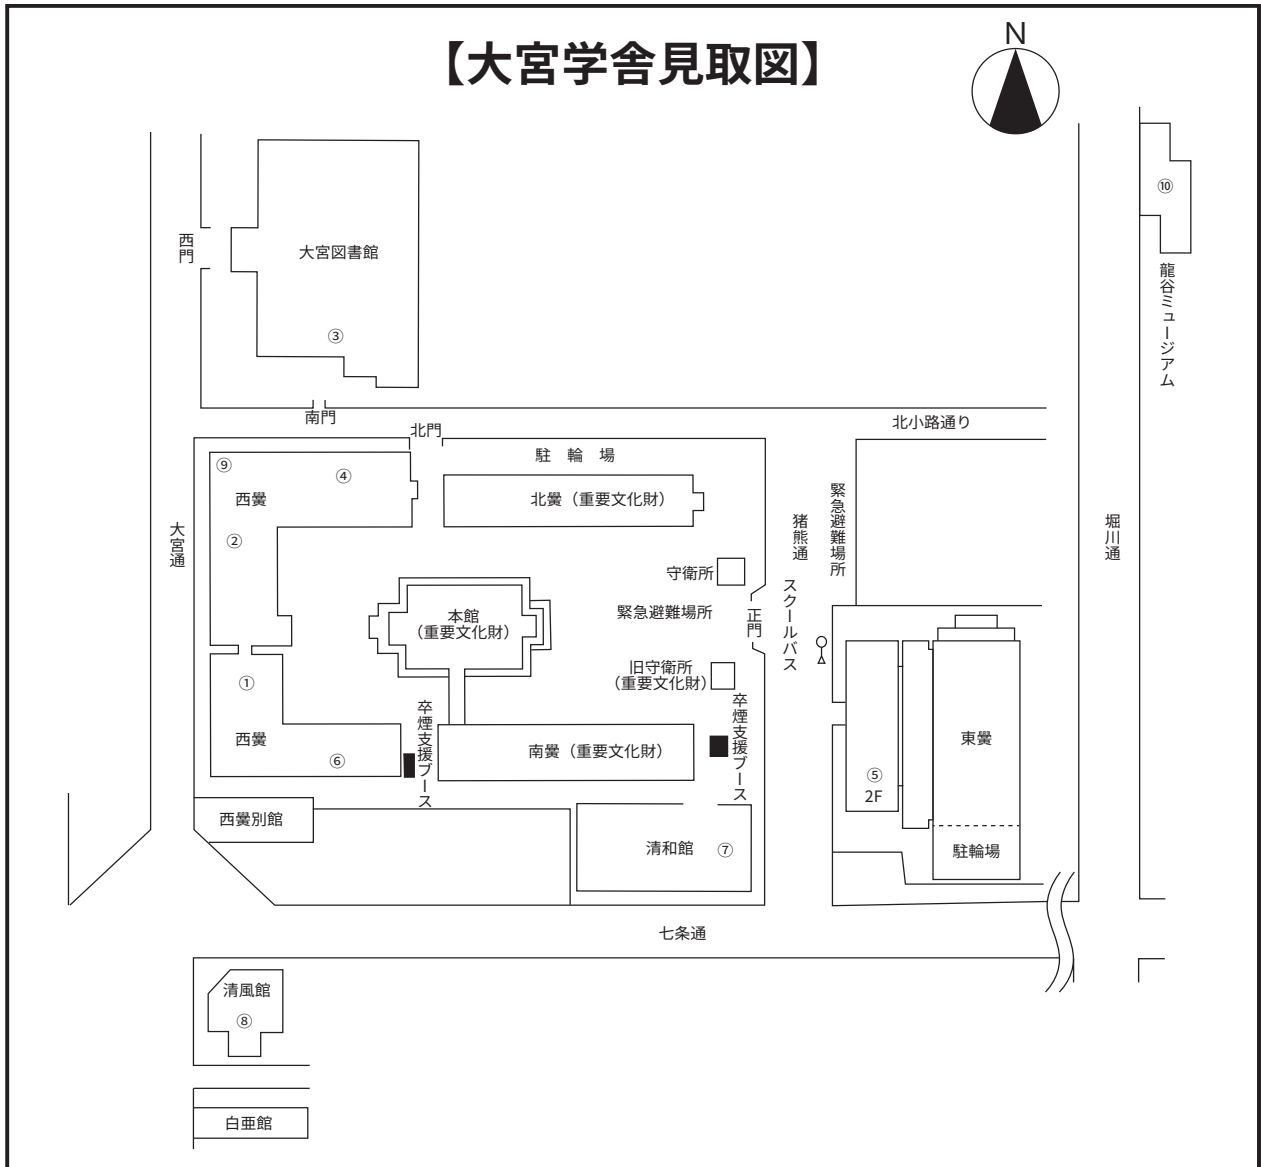 【大宮学舎見取図】
N
⑩
西門
大宮図書館
龍谷ミュージアム
③
南門
北小路通り
北門
駐 輪 場
⑨
④
西黌
北黌（重要文化財）
緊急避難場所
猪熊通
堀川通
大宮通
②
守衛所
スクールバス
本館
（重要文化財）
緊急避難場所
正門
旧守衛所
（重要文化財）
①
卒煙支援ブース
卒煙支援ブース
西黌
南黌（重要文化財）
東黌
⑥
⑤
2F
西黌別館
清和館 ⑦
駐輪場
七条通
清風館
⑧
白亜館